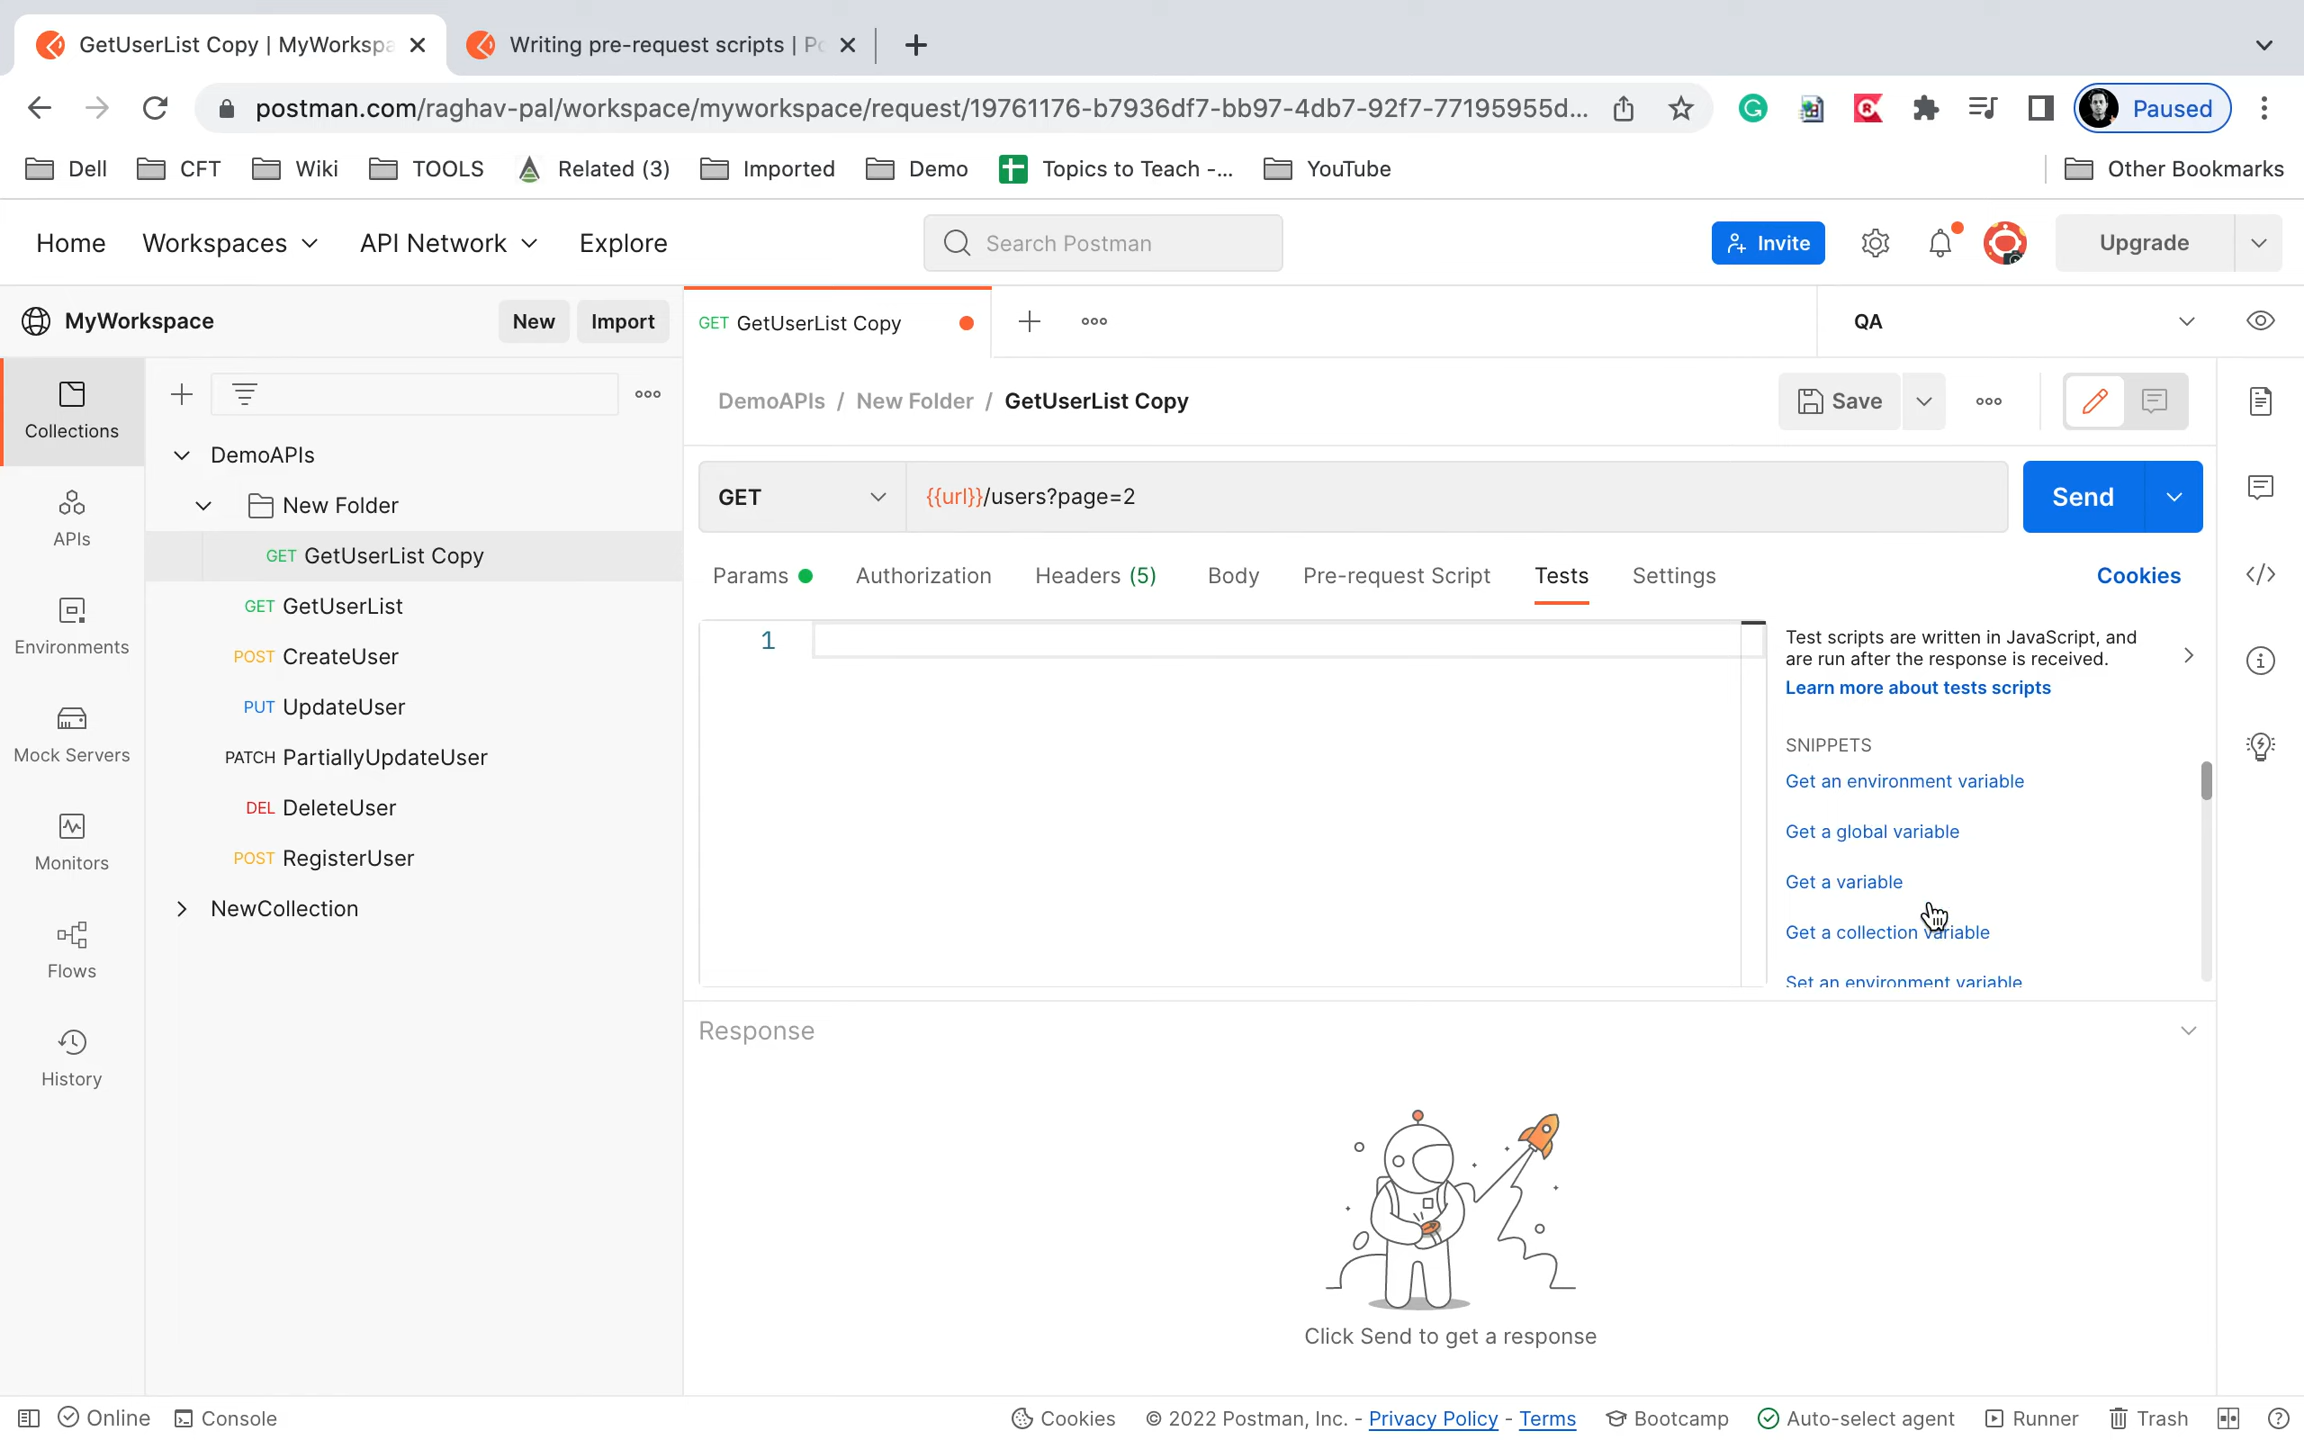 GetUserList Copy | MyWorkspa
Writing pre-request scripts | Po
postman.com/raghav-pal/workspace/myworkspace/request/19761176-b7936df7-bb97-4db7-92f7-77195955d...
Paused
Dell
CFT
Wiki
TOOLS
Related (3)
Imported
Demo
Topics to Teach -...
YouTube
Other Bookmarks
Home
Workspaces
API Network
Explore
Search Postman
Invite
Upgrade
MyWorkspace
New
Import
GET GetUserList Copy
QA
Collections
APIs
Environments
Mock Servers
Monitors
Flows
History
DemoAPIs
New Folder
GET GetUserList Copy
GET GetUserList
POST CreateUser
PUT UpdateUser
PATCH PartiallyUpdateUser
DEL DeleteUser
POST RegisterUser
NewCollection
DemoAPIs / New Folder / GetUserList Copy
Save
GET
{{url}}/users?page=2
Send
Params
Authorization
Headers (5)
Body
Pre-request Script
Tests
Settings
Cookies
1
Test scripts are written in JavaScript, and
are run after the response is received.
Learn more about tests scripts
SNIPPETS
Get an environment variable
Get a global variable
Get a variable
Get a collection variable
Set an environment variable
Response
Click Send to get a response
Online
Console
Cookies
© 2022 Postman, Inc. - Privacy Policy - Terms
Bootcamp
Auto-select agent
Runner
Trash